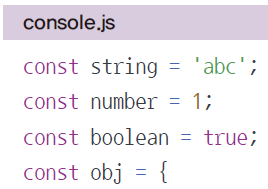 console.js
const string = 'abc';
const number = 1;
const boolean = true;
const obj = {